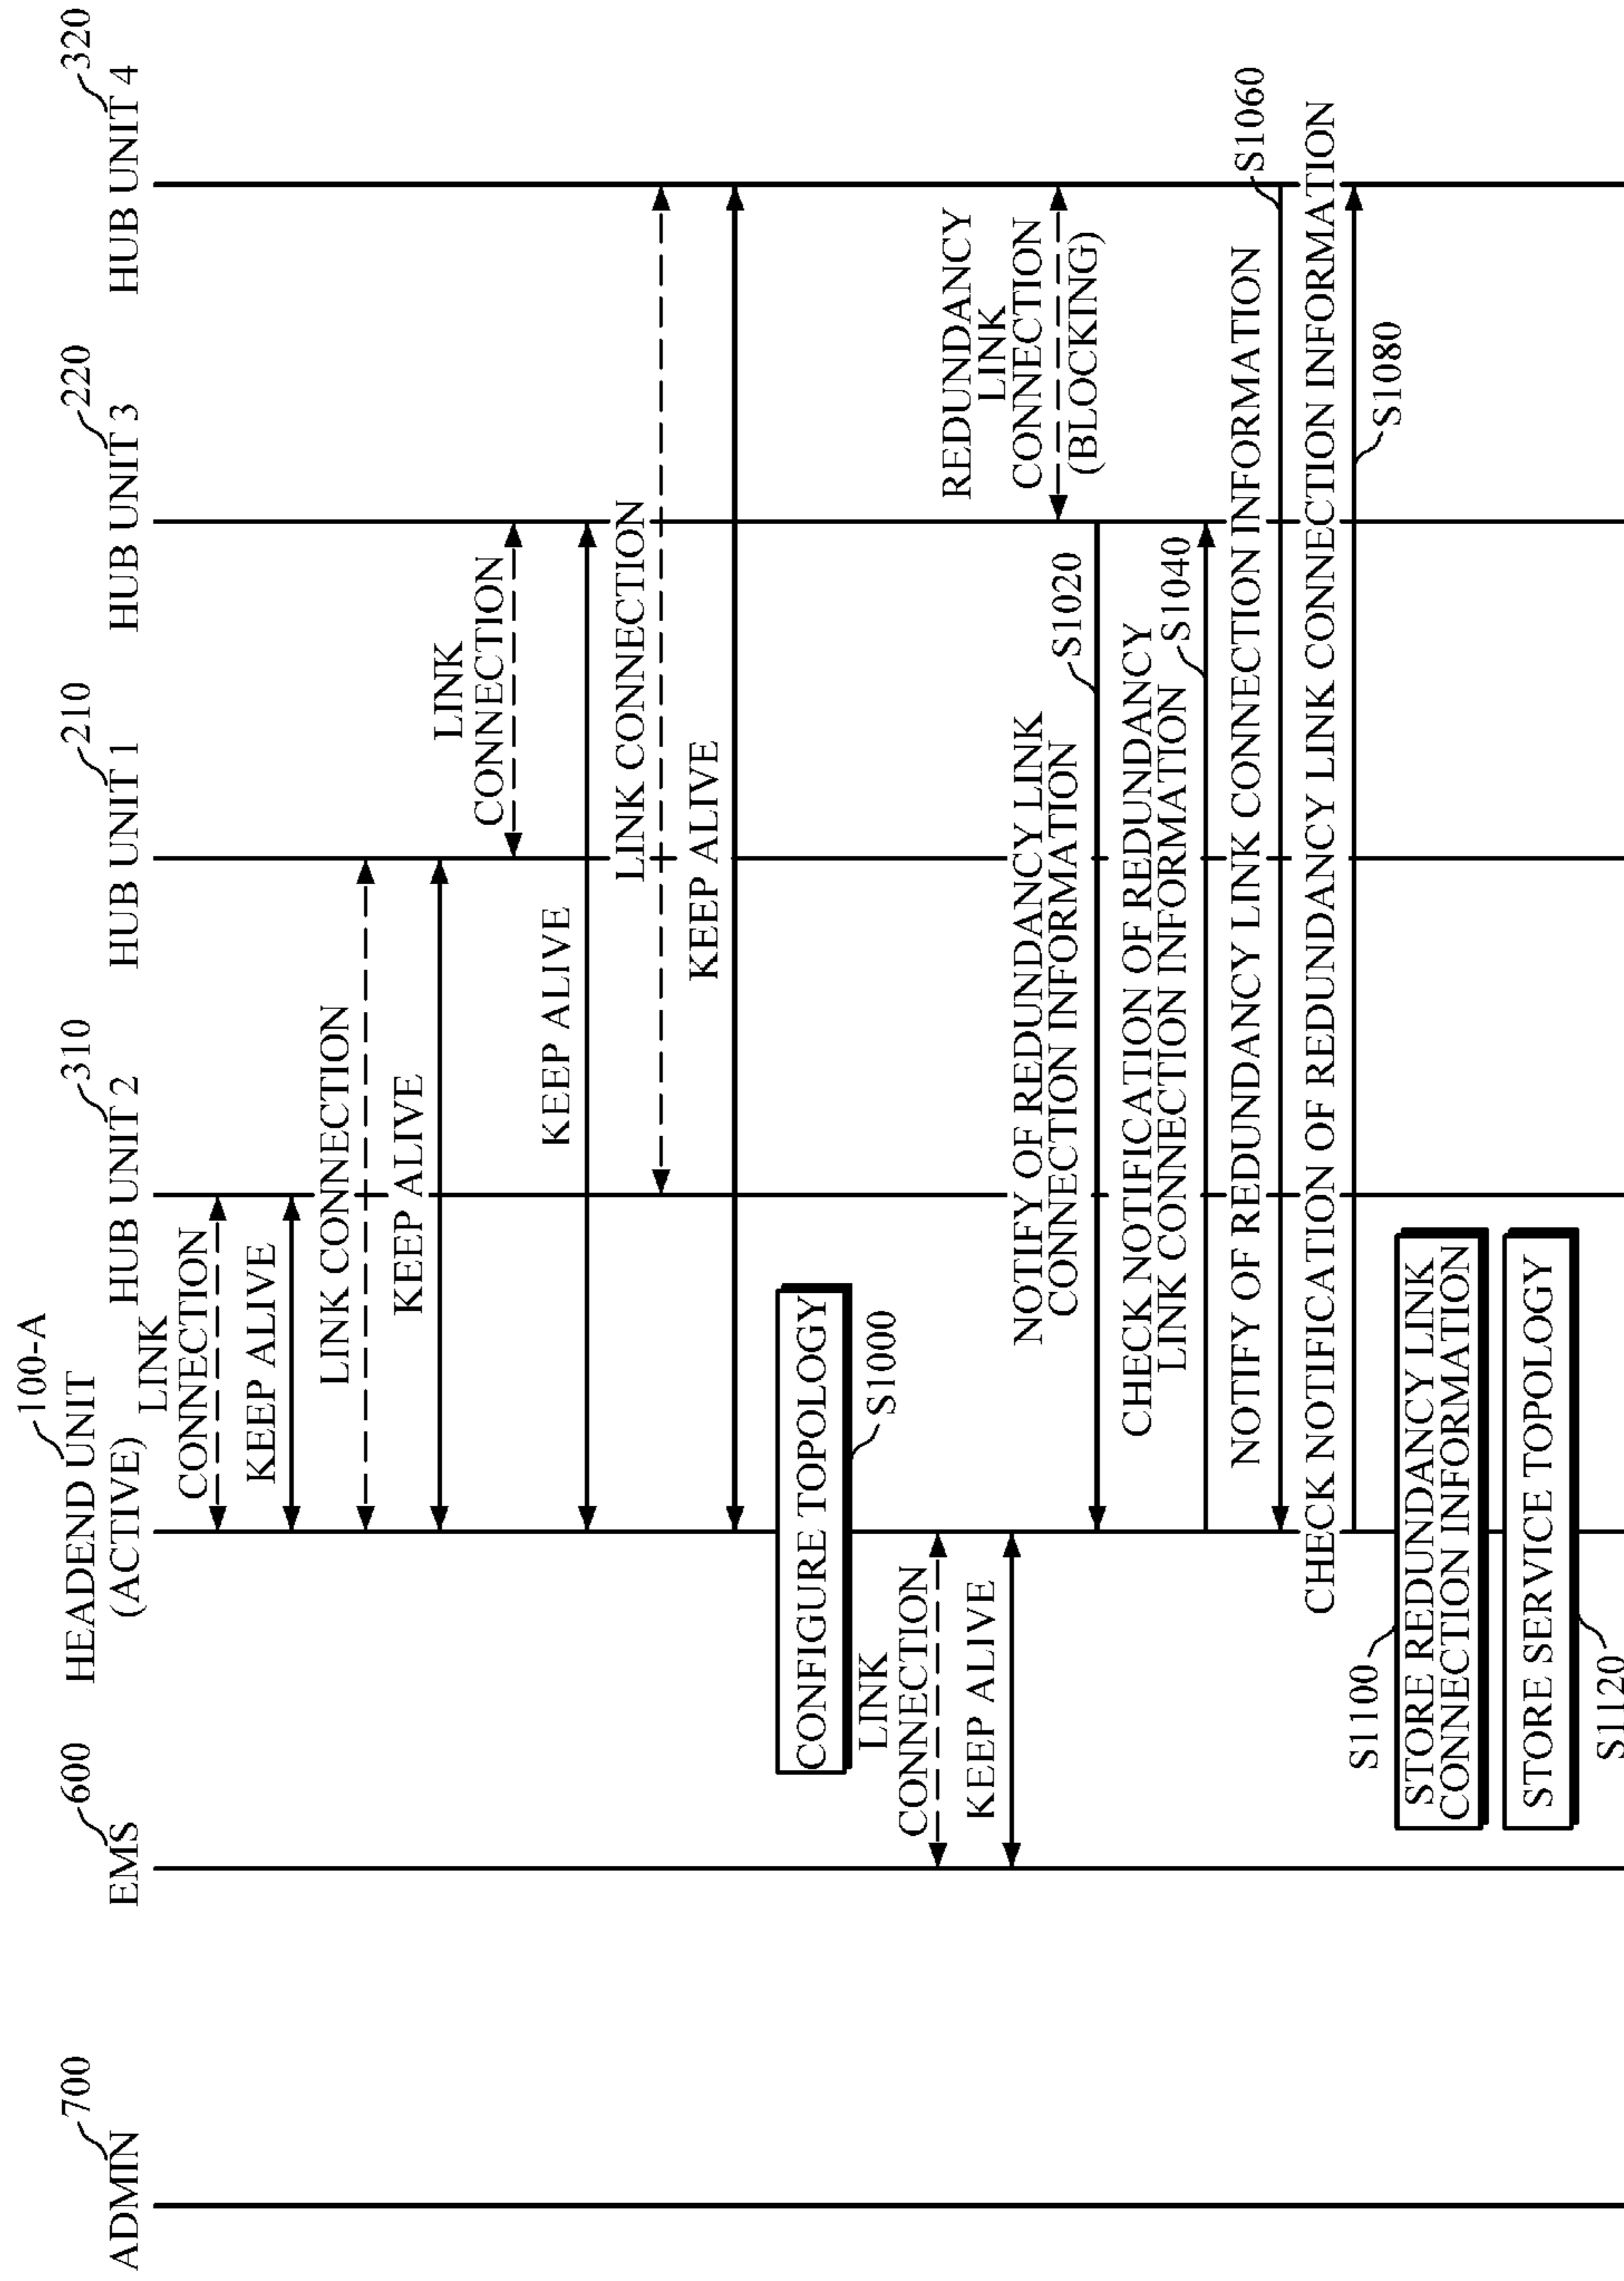 ADMIN
700
EMS
600
HEADEND UNIT
(ACTIVE)
100-A
HUB UNIT 2
310
HUB UNIT 1
210
HUB UNIT 3
220
HUB UNIT 4
320
LINK
CONNECTION
KEEP ALIVE
LINK CONNECTION
KEEP ALIVE
LINK
CONNECTION
KEEP ALIVE
LINK CONNECTION
KEEP ALIVE
CONFIGURE TOPOLOGY
S1000
LINK
CONNECTION
KEEP ALIVE
REDUNDANCY
LINK
CONNECTION
(BLOCKING)
NOTIFY OF REDUNDANCY LINK
CONNECTION INFORMATION
S1020
CHECK NOTIFICATION OF REDUNDANCY
LINK CONNECTION INFORMATION
S1040
NOTIFY OF REDUNDANCY LINK CONNECTION INFORMATION
S1060
CHECK NOTIFICATION OF REDUNDANCY LINK CONNECTION INFORMATION
S1080
S1100
STORE REDUNDANCY LINK
CONNECTION INFORMATION
STORE SERVICE TOPOLOGY
S1120